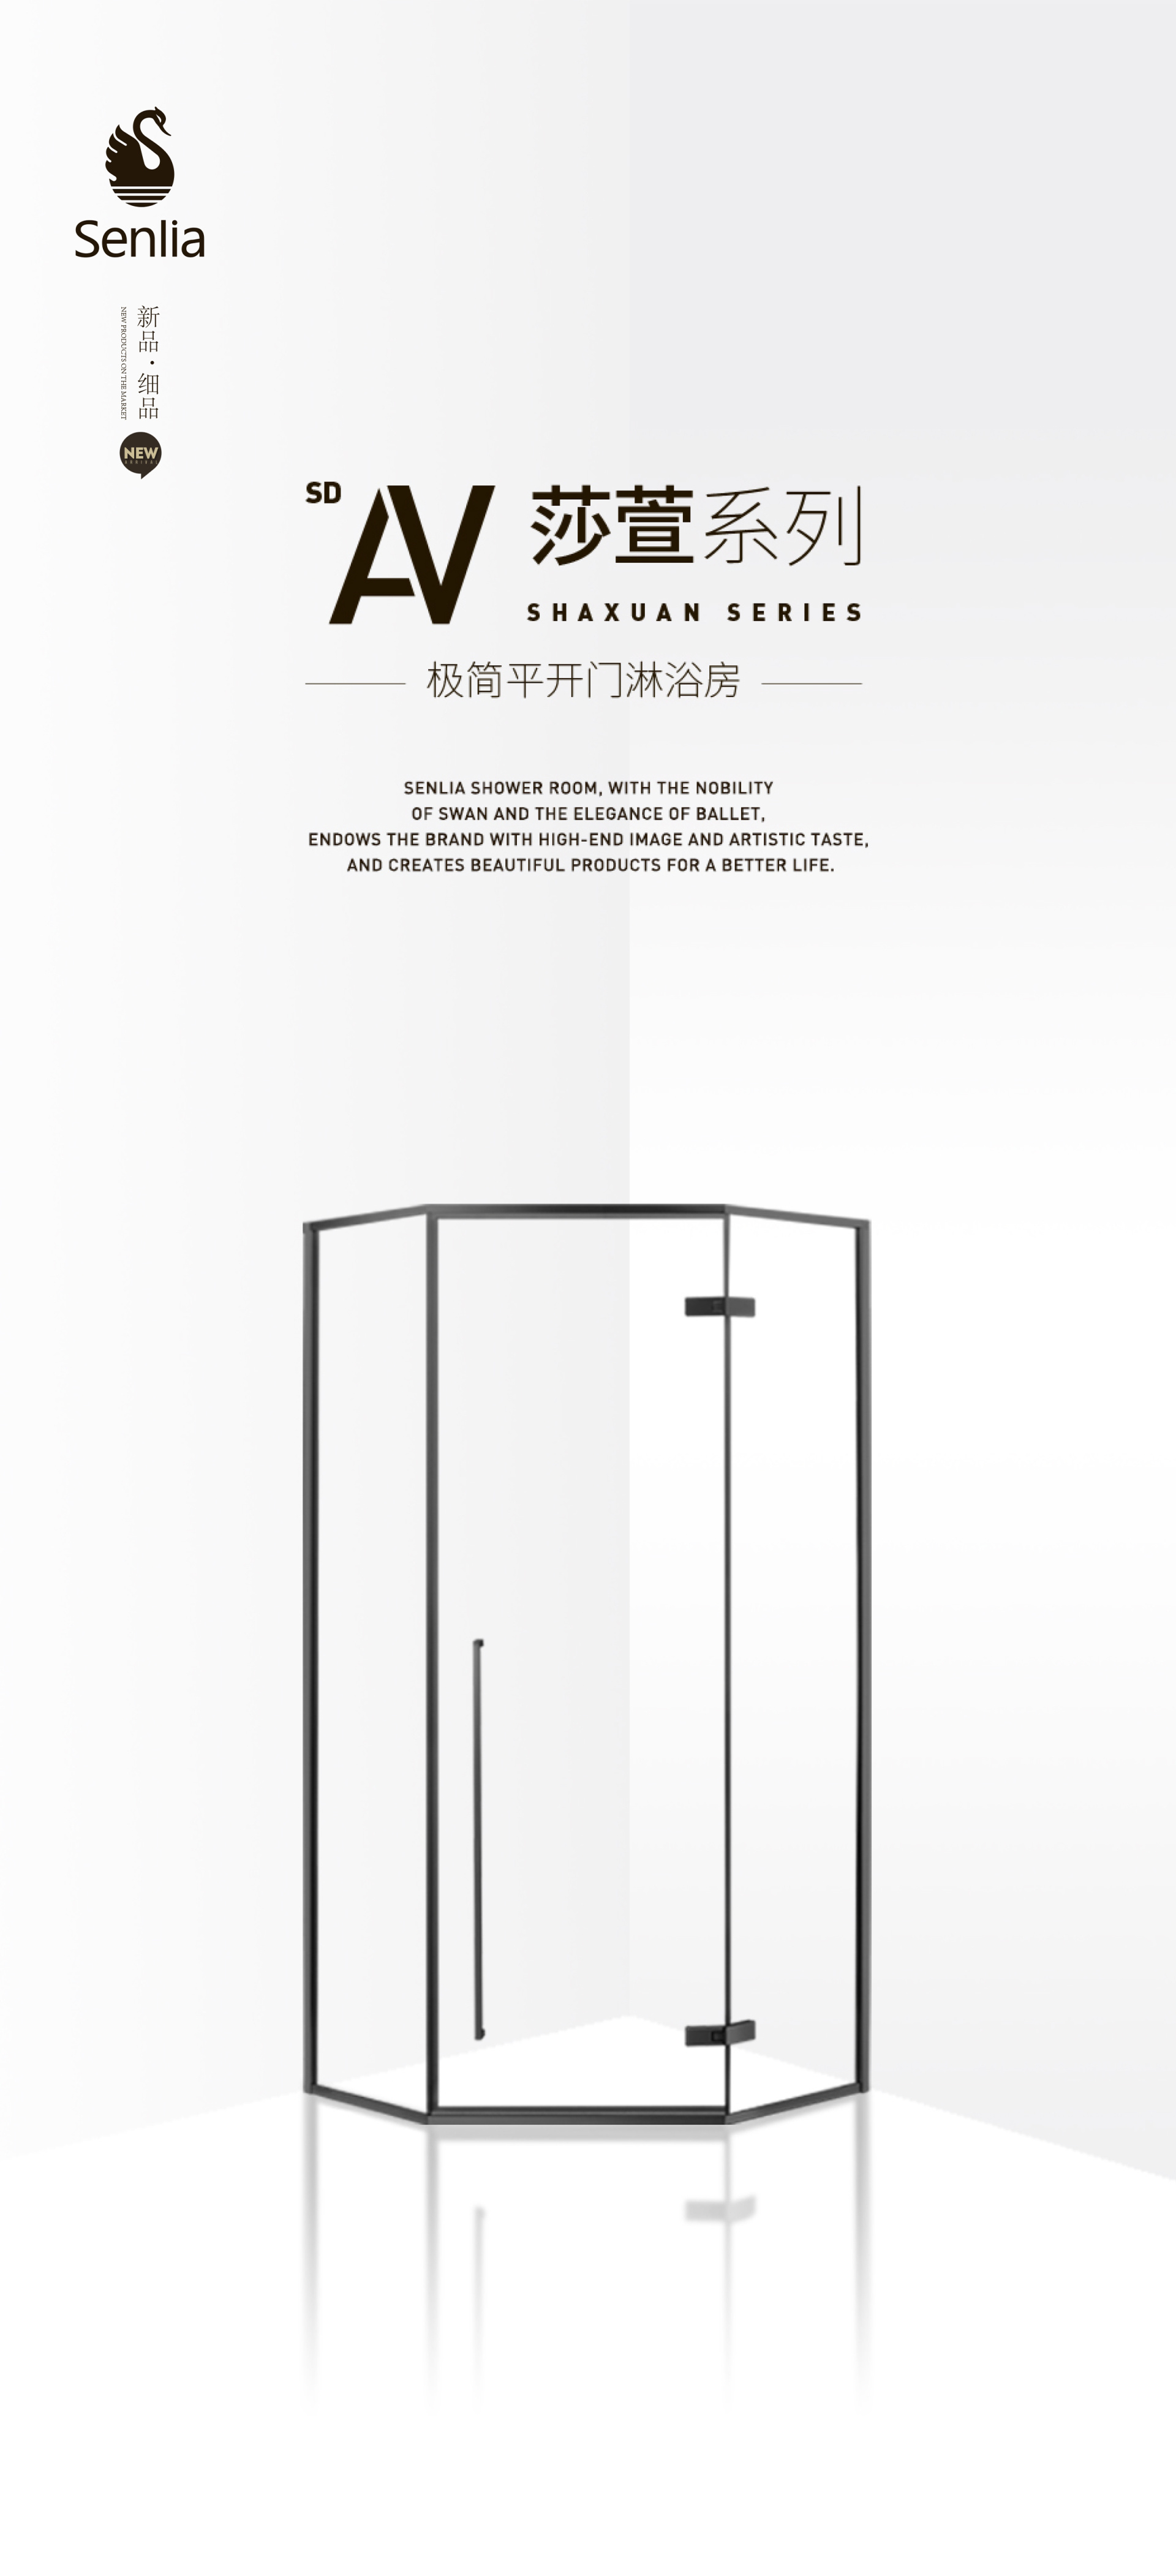 Senlia
新品·细品
NEW PRODUCTS ON THE MARKET
NEW
ARRIVAL
SD
AV
莎萱系列
SHAXUAN SERIES
极简平开门淋浴房
SENLIA SHOWER ROOM, WITH THE NOBILITY
OF SWAN AND THE ELEGANCE OF BALLET,
ENDOWS THE BRAND WITH HIGH-END IMAGE AND ARTISTIC TASTE,
AND CREATES BEAUTIFUL PRODUCTS FOR A BETTER LIFE.